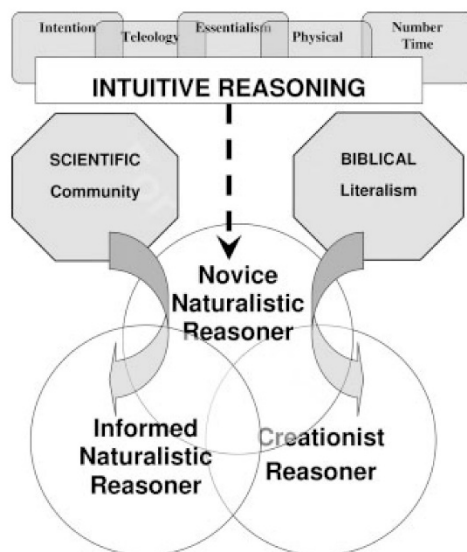 Intention
Teleology
Essentialism
Physical
Number
Time
INTUITIVE REASONING
SCIENTIFIC
Community
BIBLICAL
Literalism
Novice
Naturalistic
Reasoner
Informed
Naturalistic
Reasoner
Creationist
Reasoner